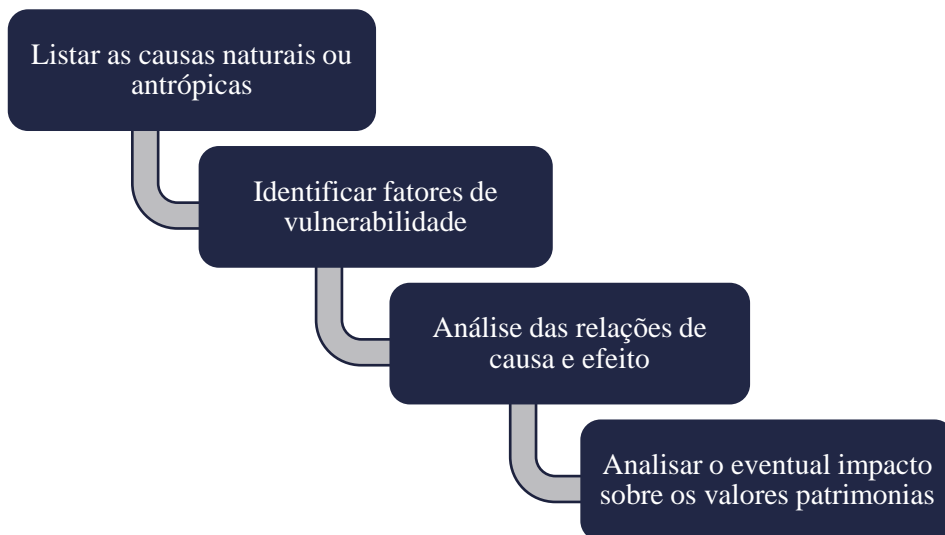 Listar as causas naturais ou
antrópicas
Identificar fatores de
vulnerabilidade
Análise das relações de
causa e efeito
Analisar o eventual impacto
sobre os valores patrimonias